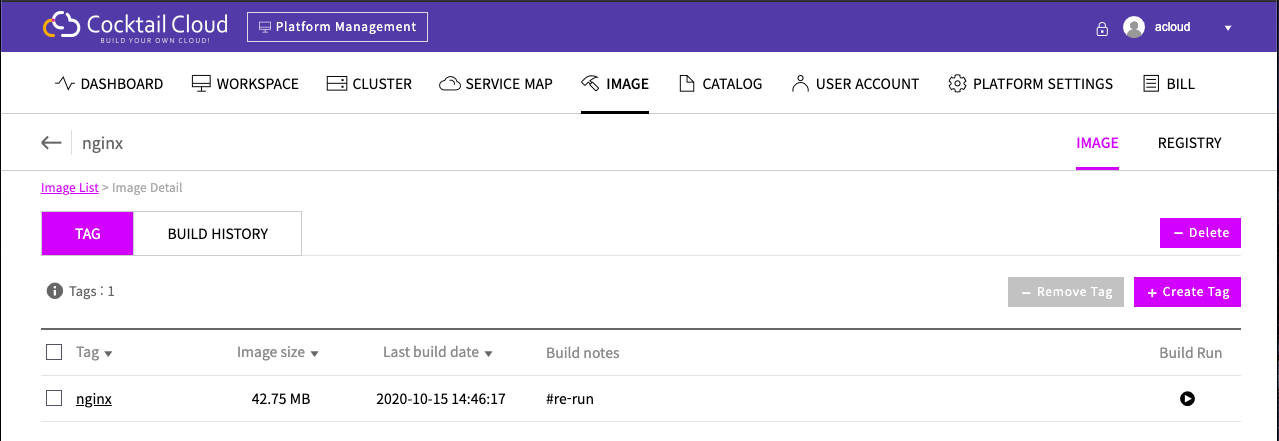 Cocktail Cloud
BUILD YOUR OWN CLOUD!
Platform Management
acloud
DASHBOARD WORKSPACE CLUSTER SERVICE MAP IMAGE CATALOG USER ACCOUNT PLATFORM SETTINGS BILL
nginx IMAGE REGISTRY
Image List > Image Detail
TAG BUILD HISTORY − Delete
Tags : 1 − Remove Tag + Create Tag
Tag Image size Last build date Build notes Build Run
nginx 42.75 MB 2020-10-15 14:46:17 #re-run